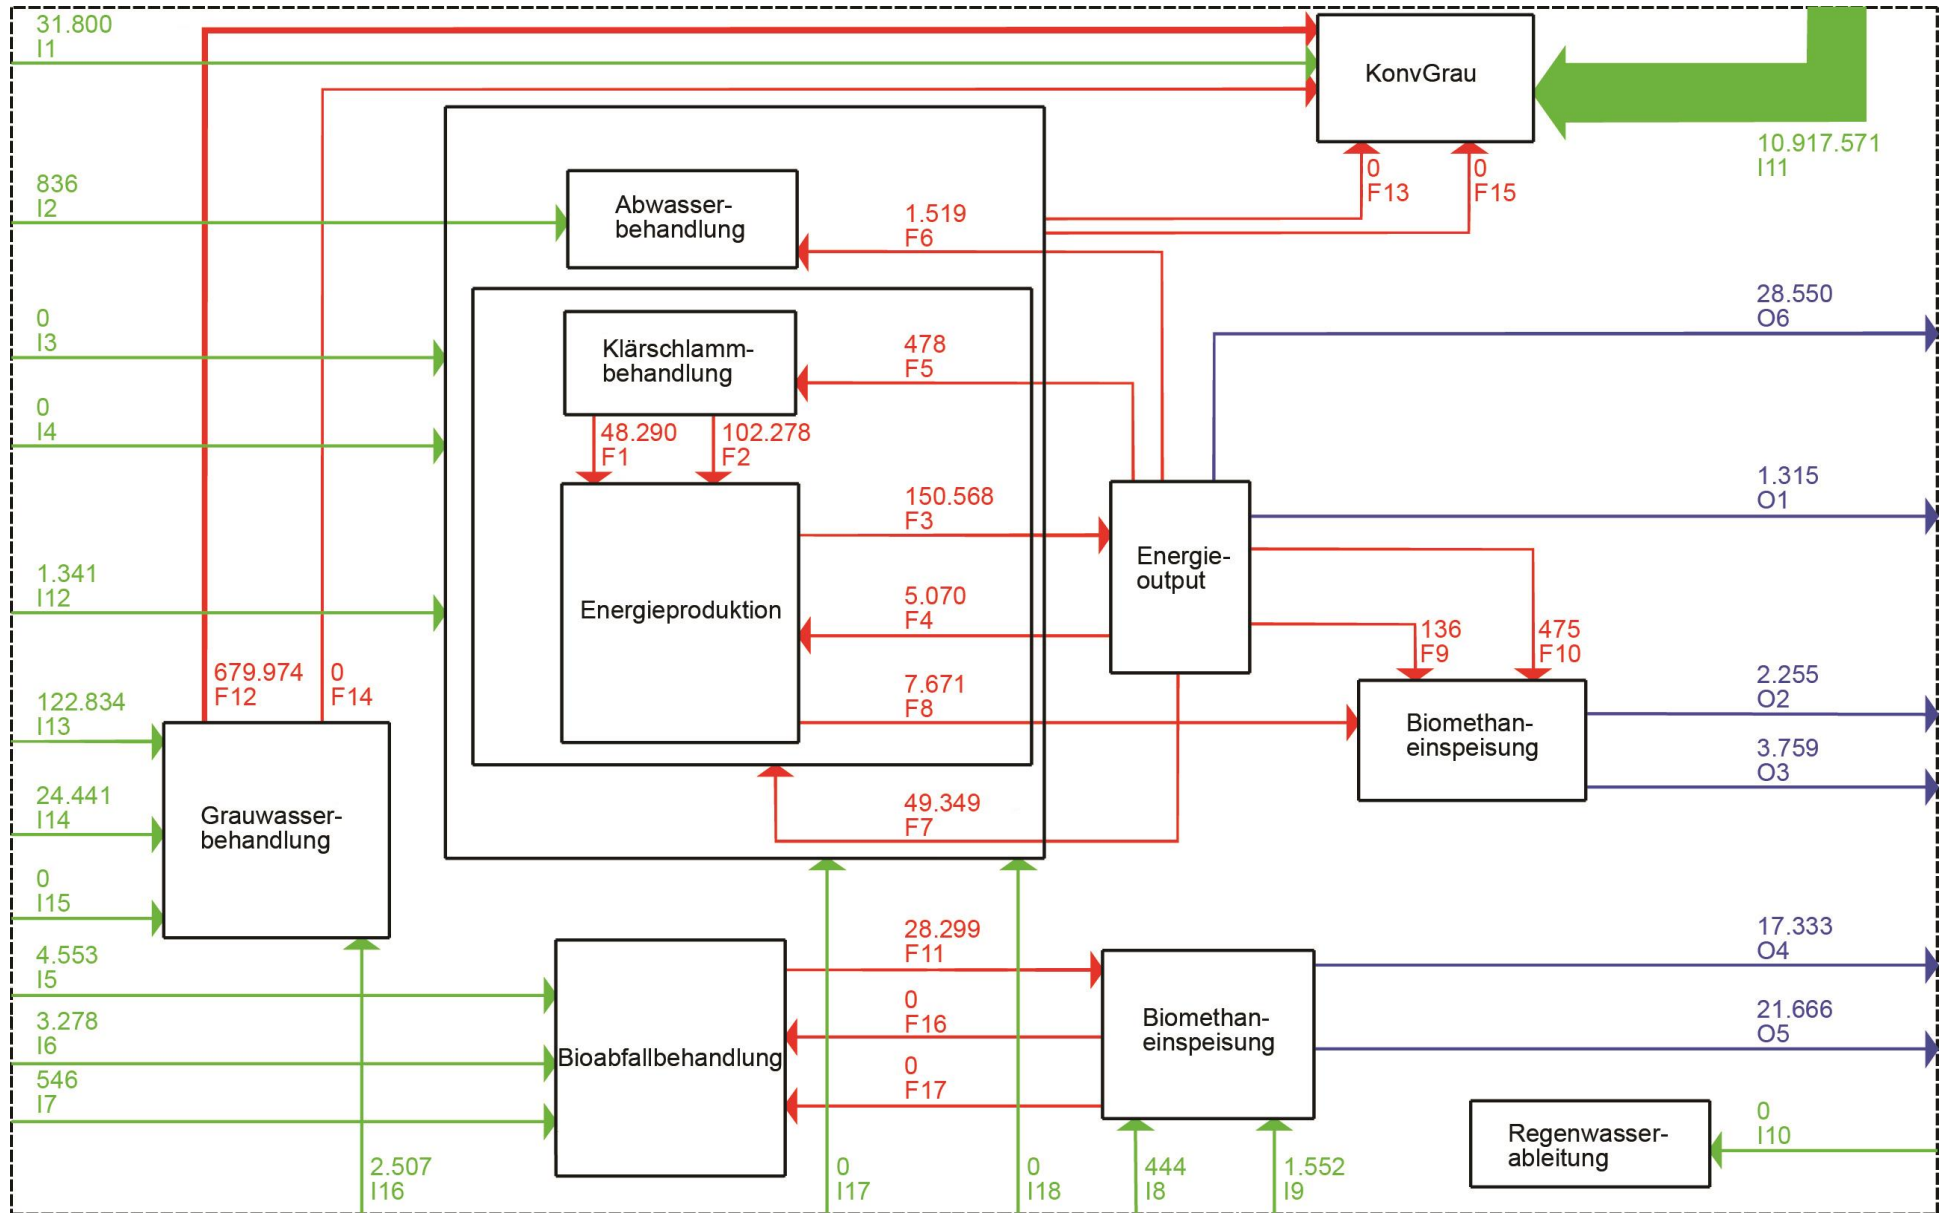 31.800
I1
KonvGrau
10.917.571
I11
836
I2
Abwasser-
behandlung
1.519
F6
0
F13
0
F15
0
I3
Klärschlamm-
behandlung
478
F5
28.550
O6
0
I4
48.290
F1
102.278
F2
150.568
F3
1.315
O1
Energie-
output
1.341
I12
Energieproduktion
5.070
F4
136
F9
475
F10
679.974
F12
0
F14
7.671
F8
2.255
O2
122.834
I13
Biomethan-
einspeisung
3.759
O3
24.441
I14
Grauwasser-
behandlung
49.349
F7
0
I15
28.299
F11
17.333
O4
4.553
I5
0
F16
Biomethan-
einspeisung
21.666
O5
3.278
I6
Bioabfallbehandlung
546
I7
0
F17
0
I10
Regenwasser-
ableitung
2.507
I16
0
I17
0
I18
444
I8
1.552
I9